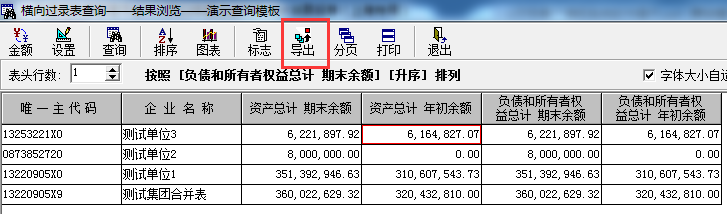 横向过录表查询——结果浏览——演示查询模板
金额 设置 查询 排序 图表 标志 导出 分页 打印 退出
表头行数: 1 按照 [负债和所有者权益总计 期末余额] [升序] 排列 字体大小自适
唯一主代码 企业名称 资产总计 期末余额 资产总计 年初余额 负债和所有者权益总计 期末余额 负债和所有者权益总计 年初余额
13253221X0 测试单位3 6,221,897.92 6,164,827.07 6,221,897.92 6,164,827.07
0873852720 测试单位2 8,000,000.00 0.00 8,000,000.00 0.00
13220905X0 测试单位1 351,392,946.63 310,607,543.73 351,392,946.63 310,607,543.73
13220905X9 测试集团合并表 360,022,629.32 320,432,810.00 360,022,629.32 320,432,810.00